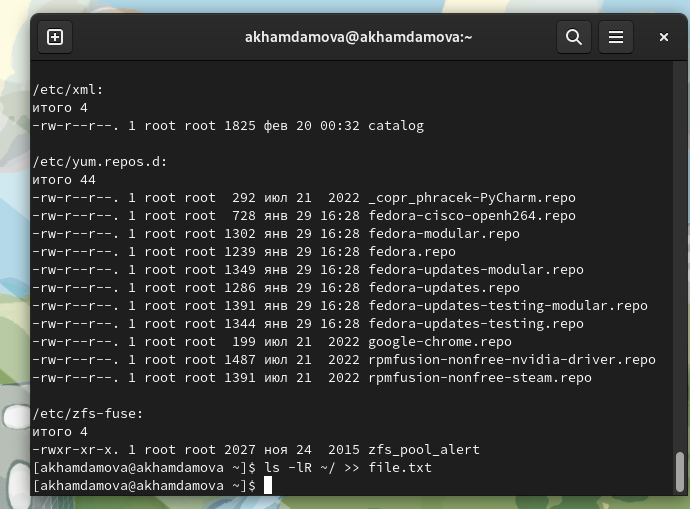 akhamdamova@akhamdamova:~
/etc/xml:
итого 4
-rw-r--r--. 1 root root 1825 фев 20 00:32 catalog
/etc/yum.repos.d:
итого 44
-rw-r--r--. 1 root root  292 июл 21  2022 _copr_phracek-PyCharm.repo
-rw-r--r--. 1 root root  728 янв 29 16:28 fedora-cisco-openh264.repo
-rw-r--r--. 1 root root 1302 янв 29 16:28 fedora-modular.repo
-rw-r--r--. 1 root root 1239 янв 29 16:28 fedora.repo
-rw-r--r--. 1 root root 1349 янв 29 16:28 fedora-updates-modular.repo
-rw-r--r--. 1 root root 1286 янв 29 16:28 fedora-updates.repo
-rw-r--r--. 1 root root 1391 янв 29 16:28 fedora-updates-testing-modular.repo
-rw-r--r--. 1 root root 1344 янв 29 16:28 fedora-updates-testing.repo
-rw-r--r--. 1 root root  199 июл 21  2022 google-chrome.repo
-rw-r--r--. 1 root root 1487 июл 21  2022 rpmfusion-nonfree-nvidia-driver.repo
-rw-r--r--. 1 root root 1391 июл 21  2022 rpmfusion-nonfree-steam.repo
/etc/zfs-fuse:
итого 4
-rwxr-xr-x. 1 root root 2027 ноя 24  2015 zfs_pool_alert
[akhamdamova@akhamdamova ~]$ ls -lR ~/ >> file.txt
[akhamdamova@akhamdamova ~]$